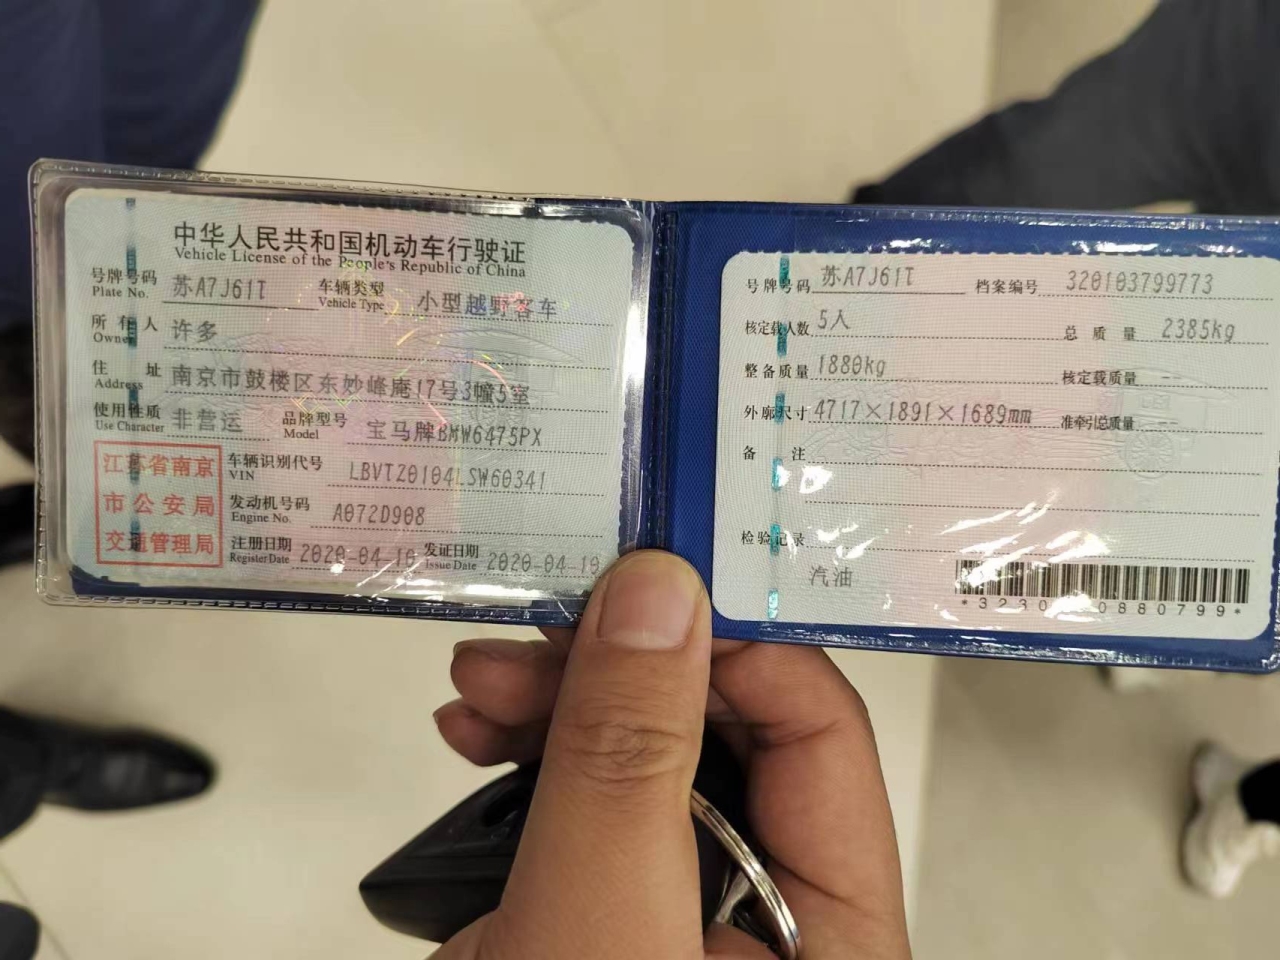 中华人民共和国机动车行驶证
Vehicle License of the People's Republic of China
号牌号码 苏A7J61T 车辆类型 小型越野客车
Plate No. Vehicle Type
所有人 许多
Owner
住址 南京市鼓楼区东妙峰庵17号3幢5室
Address
使用性质 非营运 品牌型号 宝马牌BMW6475PX
Use Character Model
江苏省南京
市公安局
交通管理局
车辆识别代号 LBVTZ0104LSW60341
VIN
发动机号码 A072D908
Engine No.
注册日期 2020-04-10 发证日期 2020-04-10
Register Date Issue Date
号牌号码 苏A7J61T 档案编号 320103799773
核定载人数 5人 总质量 2385kg
整备质量 1880kg 核定载质量 --
外廓尺寸 4717×1891×1689mm 准牵引总质量 --
备注
检验记录
汽油
0880799*